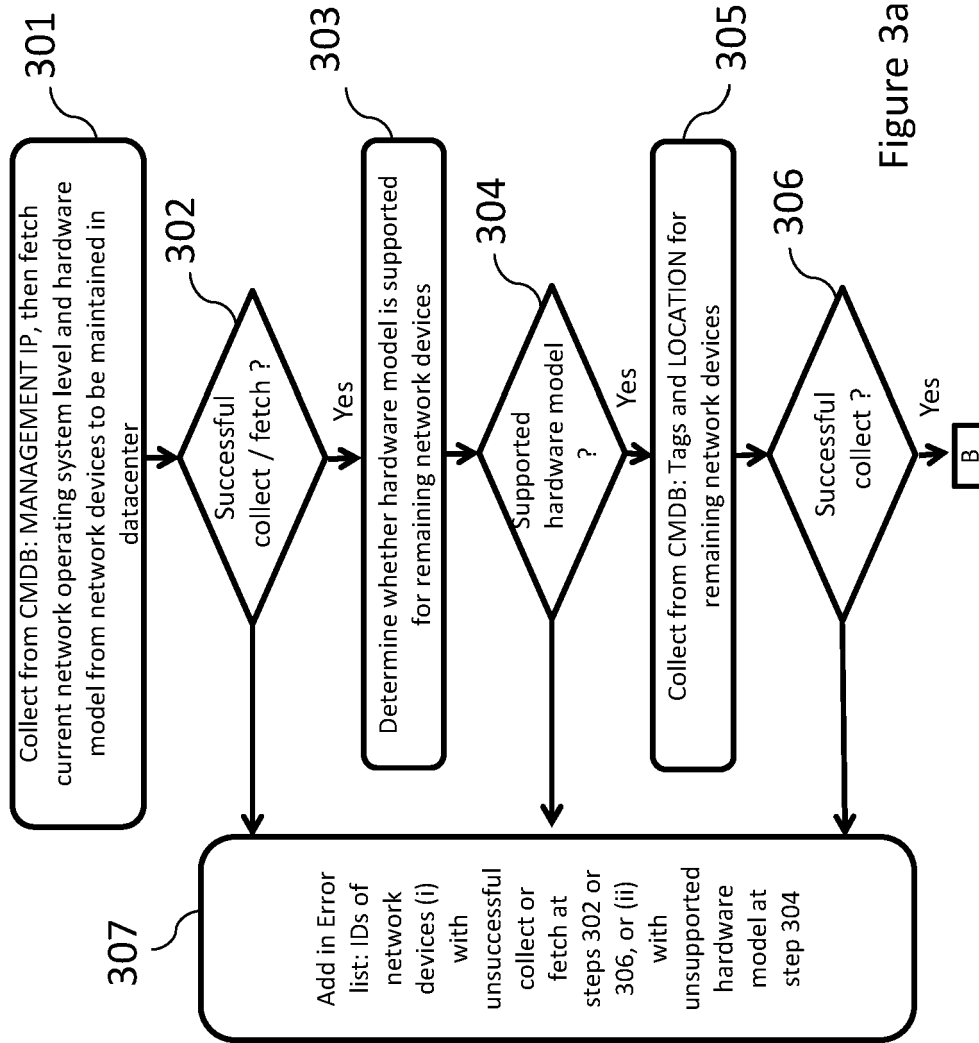 301
Collect from CMDB: MANAGEMENT IP, then fetch
current network operating system level and hardware
model from network devices to be maintained in
datacenter
302
Successful
collect / fetch ?
Yes
303
Determine whether hardware model is supported
for remaining network devices
304
Supported
hardware model
?
Yes
305
Collect from CMDB: Tags and LOCATION for
remaining network devices
306
Successful
collect ?
Yes
B
307
Add in Error
list: IDs of
network
devices (i)
with
unsuccessful
collect or
fetch at
steps 302 or
306, or (ii)
with
unsupported
hardware
model at
step 304
Figure 3a